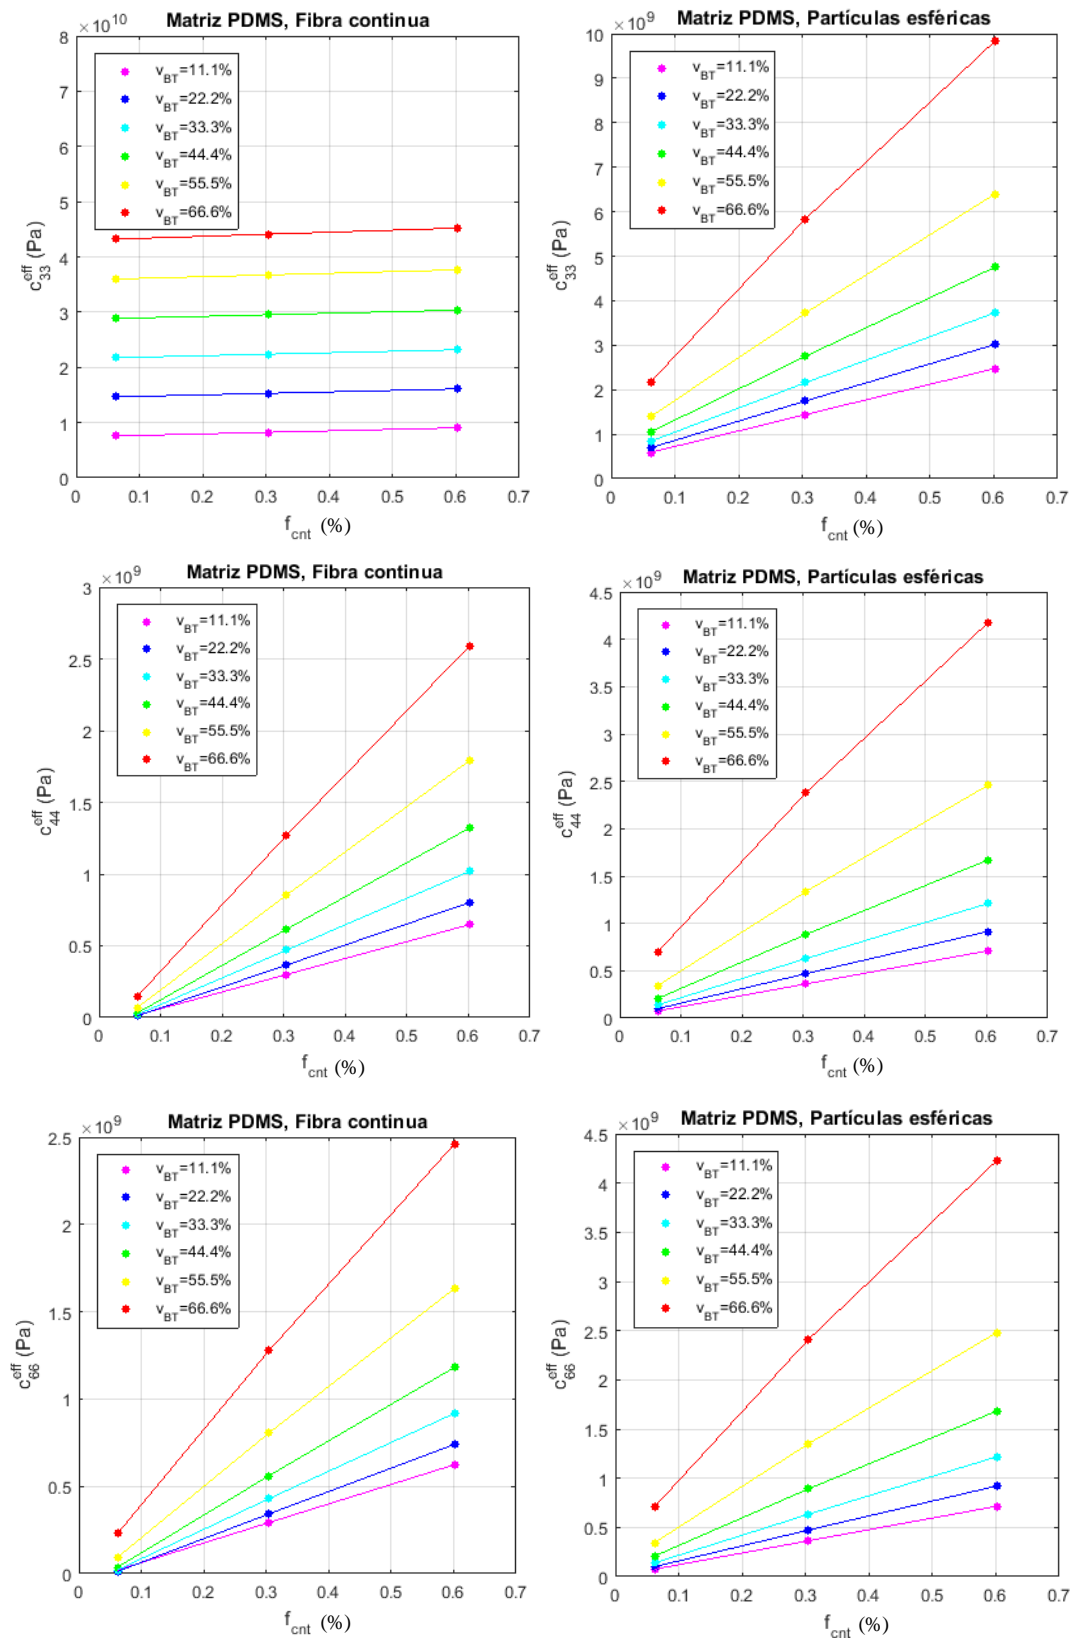 Matriz PDMS, Fibra continua
×10^10
8
7
6
5
4
3
2
1
0
v_BT=11.1%
v_BT=22.2%
v_BT=33.3%
v_BT=44.4%
v_BT=55.5%
v_BT=66.6%
c_33^eff (Pa)
0 0.1 0.2 0.3 0.4 0.5 0.6 0.7
f_cnt (%)
Matriz PDMS, Partículas esféricas
×10^9
10
9
8
7
6
5
4
3
2
1
0
v_BT=11.1%
v_BT=22.2%
v_BT=33.3%
v_BT=44.4%
v_BT=55.5%
v_BT=66.6%
c_33^eff (Pa)
0 0.1 0.2 0.3 0.4 0.5 0.6 0.7
f_cnt (%)
Matriz PDMS, Fibra continua
×10^9
3
2.5
2
1.5
1
0.5
0
v_BT=11.1%
v_BT=22.2%
v_BT=33.3%
v_BT=44.4%
v_BT=55.5%
v_BT=66.6%
c_44^eff (Pa)
0 0.1 0.2 0.3 0.4 0.5 0.6 0.7
f_cnt (%)
Matriz PDMS, Partículas esféricas
×10^9
4.5
4
3.5
3
2.5
2
1.5
1
0.5
0
v_BT=11.1%
v_BT=22.2%
v_BT=33.3%
v_BT=44.4%
v_BT=55.5%
v_BT=66.6%
c_44^eff (Pa)
0 0.1 0.2 0.3 0.4 0.5 0.6 0.7
f_cnt (%)
Matriz PDMS, Fibra continua
×10^9
2.5
2
1.5
1
0.5
0
v_BT=11.1%
v_BT=22.2%
v_BT=33.3%
v_BT=44.4%
v_BT=55.5%
v_BT=66.6%
c_66^eff (Pa)
0 0.1 0.2 0.3 0.4 0.5 0.6 0.7
f_cnt (%)
Matriz PDMS, Partículas esféricas
×10^9
4.5
4
3.5
3
2.5
2
1.5
1
0.5
0
v_BT=11.1%
v_BT=22.2%
v_BT=33.3%
v_BT=44.4%
v_BT=55.5%
v_BT=66.6%
c_66^eff (Pa)
0 0.1 0.2 0.3 0.4 0.5 0.6 0.7
f_cnt (%)